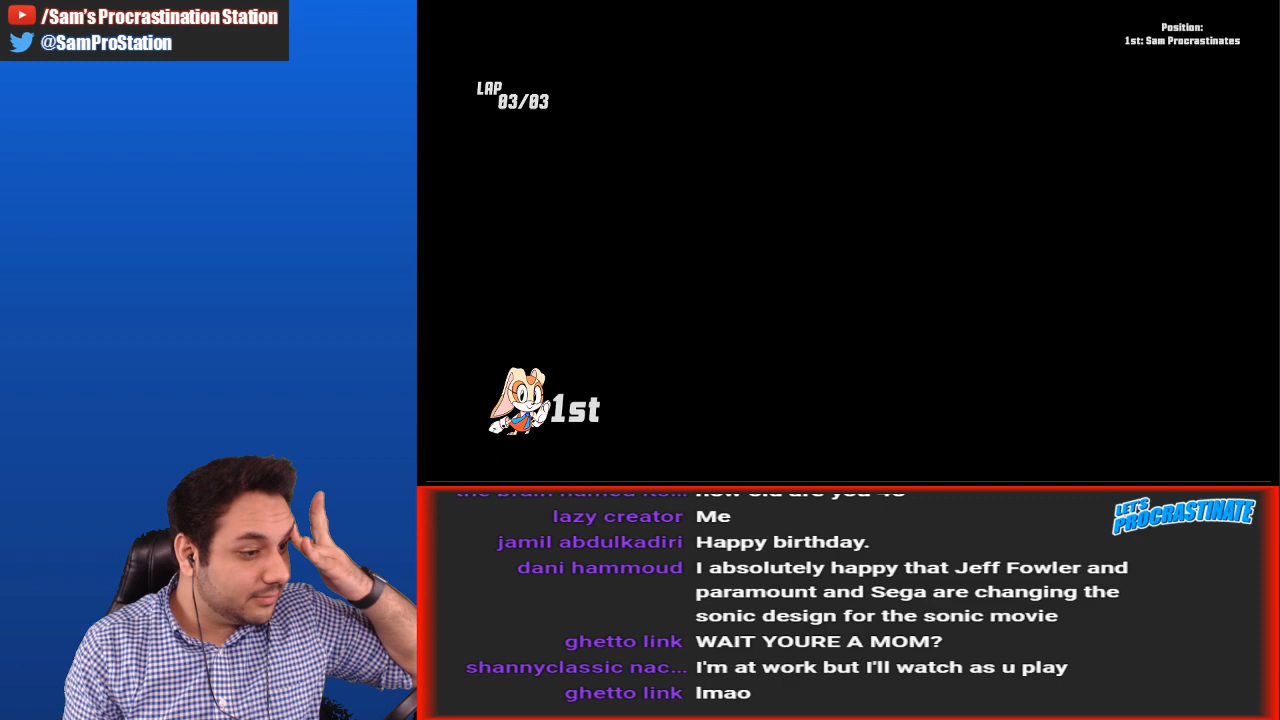 /Sam's Procrastination Station
@SamProStation
Position:
1st: Sam Procrastinates
LAP
03/03
1st
LET'S
PROCRASTINATE
lazy creator Me
jamil abdulkadiri Happy birthday.
dani hammoud I absolutely happy that Jeff Fowler and
paramount and Sega are changing the
sonic design for the sonic movie
ghetto link WAIT YOURE A MOM?
shannyclassic nac... I'm at work but I'll watch as u play
ghetto link lmao